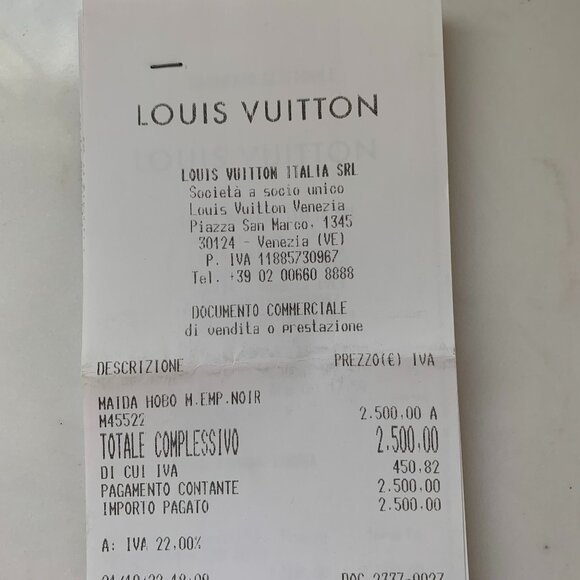 LOUIS VUITTON
LOUIS VUITTON ITALIA SRL
Società a socio unico
Louis Vuitton Venezia
Piazza San Marco, 1345
30124 - Venezia (VE)
P. IVA 11885730967
Tel. +39 02 00660 8888
DOCUMENTO COMMERCIALE
di vendita o prestazione
DESCRIZIONE PREZZO(€) IVA
MAIDA HOBO M.EMP.NOIR
M45522 2.500,00 A
TOTALE COMPLESSIVO 2.500,00
DI CUI IVA 450,82
PAGAMENTO CONTANTE 2.500.00
IMPORTO PAGATO 2.500.00
A: IVA 22,00%